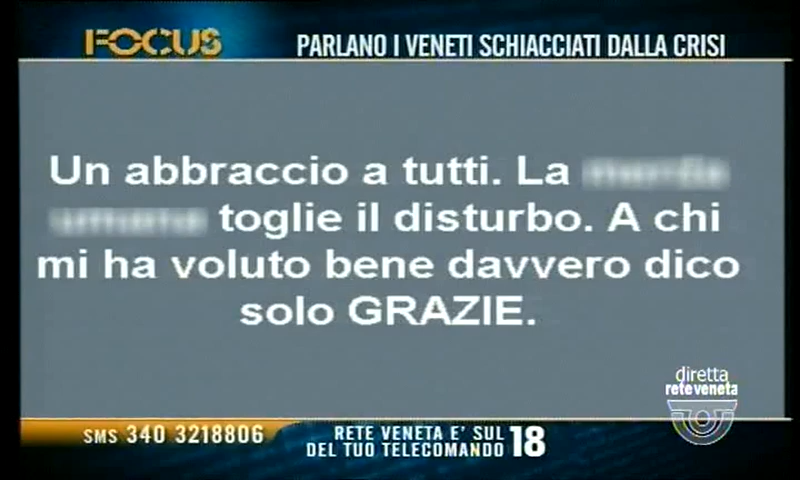 FOCUS
PARLANO I VENETI SCHIACCIATI DALLA CRISI
Un abbraccio a tutti. La
toglie il disturbo. A chi
mi ha voluto bene davvero dico
solo GRAZIE.
diretta
reteveneta
SMS 340 3218806
RETE VENETA E' SUL
DEL TUO TELECOMANDO 18